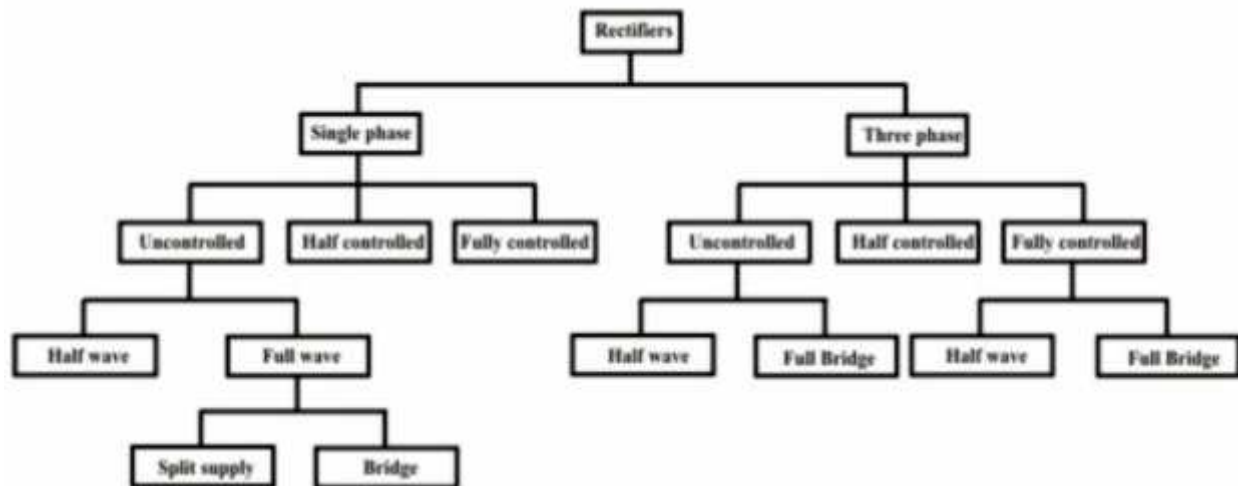 Rectifiers
Single phase
Three phase
Uncontrolled
Half controlled
Fully controlled
Uncontrolled
Half controlled
Fully controlled
Half wave
Full wave
Half wave
Full Bridge
Half wave
Full Bridge
Split supply
Bridge